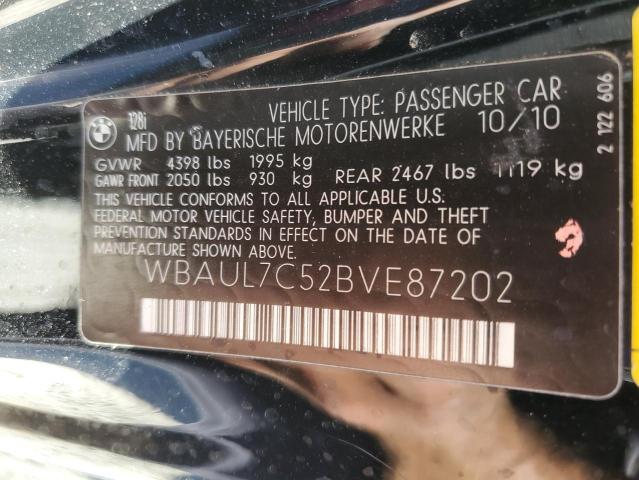 BMW
128i
VEHICLE TYPE: PASSENGER CAR
MFD BY BAYERISCHE MOTORENWERKE 10/10
GVWR 4398 lbs 1995 kg
GAWR FRONT 2050 lbs 930 kg REAR 2467 lbs 1119 kg
THIS VEHICLE CONFORMS TO ALL APPLICABLE U.S.
FEDERAL MOTOR VEHICLE SAFETY, BUMPER AND THEFT
PREVENTION STANDARDS IN EFFECT ON THE DATE OF
MANUFACTURE SHOWN ABOVE.
WBAUL7C52BVE87202
2 122 606